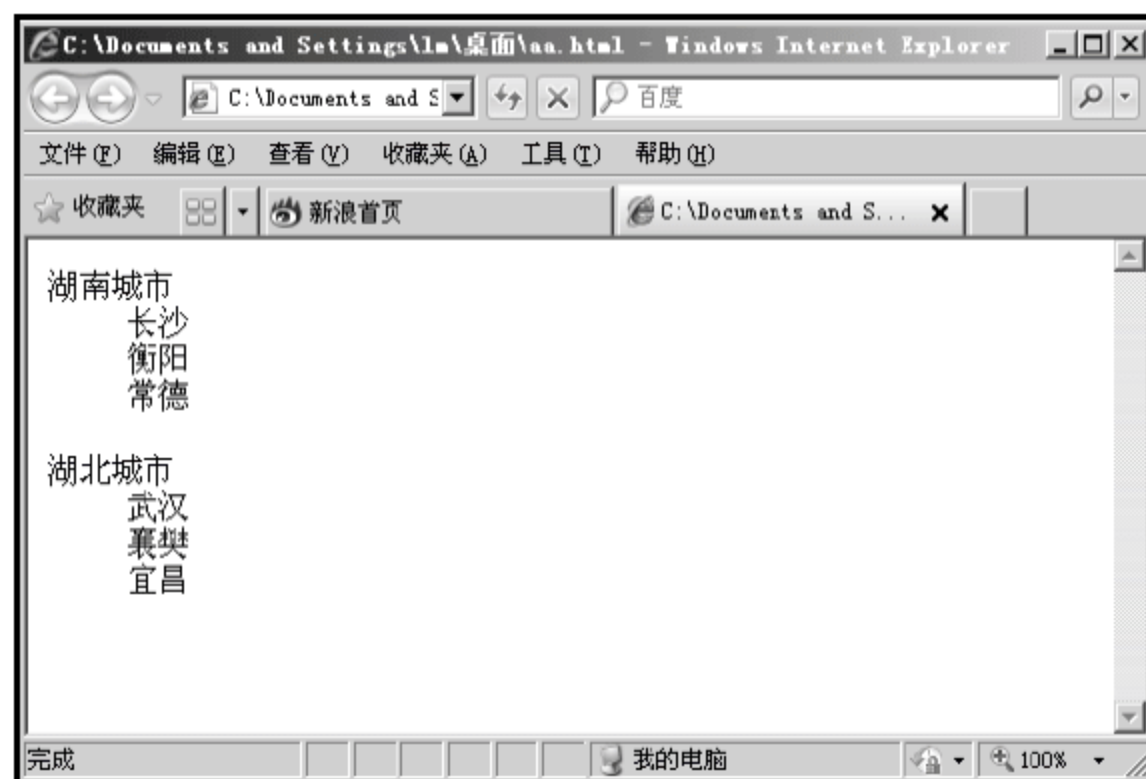 C:\Documents and Settings\lm\桌面\aa.html - Windows Internet Explorer
C:\Documents and S 百度
文件(F) 编辑(E) 查看(V) 收藏夹(A) 工具(T) 帮助(H)
收藏夹 新浪首页 C:\Documents and S...
湖南城市
长沙
衡阳
常德
湖北城市
武汉
襄樊
宜昌
完成 我的电脑 100%